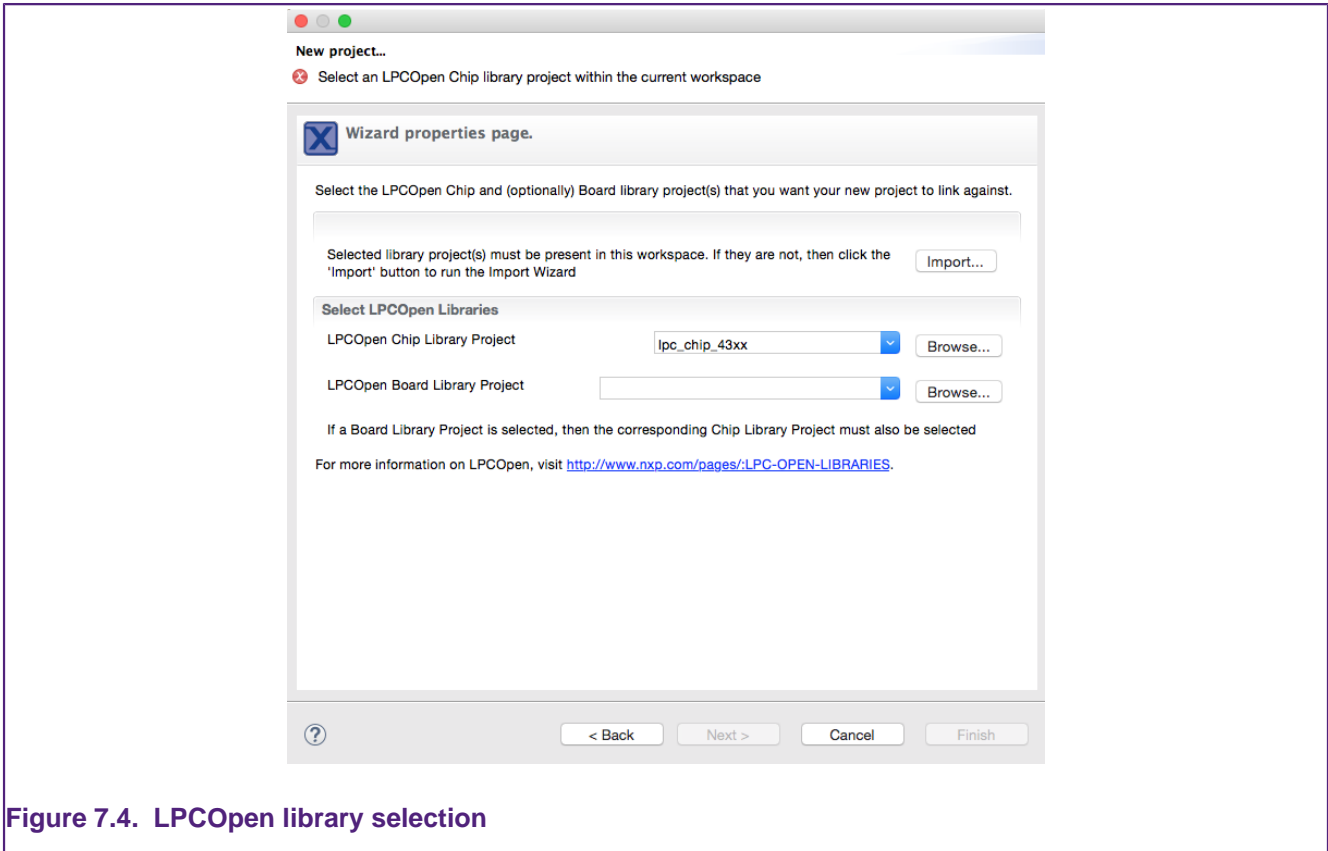 New project...
Select an LPCOpen Chip library project within the current workspace
Wizard properties page.
Select the LPCOpen Chip and (optionally) Board library project(s) that you want your new project to link against.
Selected library project(s) must be present in this workspace. If they are not, then click the
'Import' button to run the Import Wizard
Import...
Select LPCOpen Libraries
LPCOpen Chip Library Project
lpc_chip_43xx
Browse...
LPCOpen Board Library Project
Browse...
If a Board Library Project is selected, then the corresponding Chip Library Project must also be selected
For more information on LPCOpen, visit http://www.nxp.com/pages/:LPC-OPEN-LIBRARIES.
?
< Back
Next >
Cancel
Finish
Figure 7.4. LPCOpen library selection